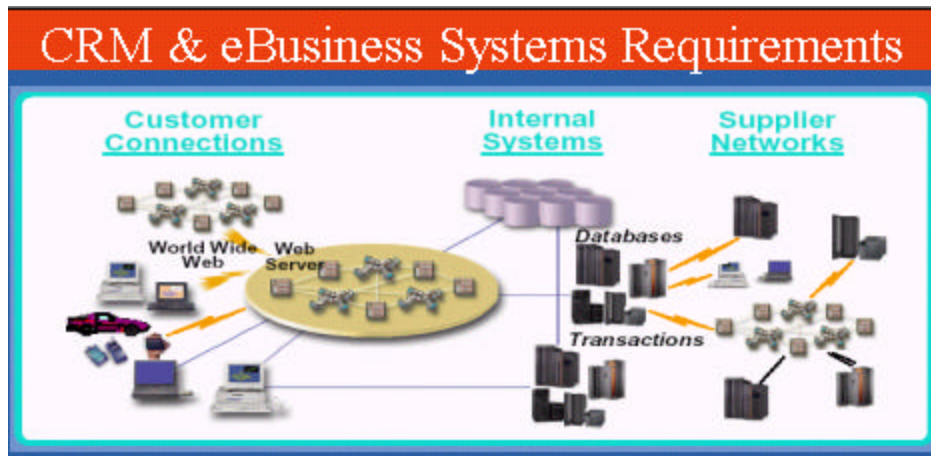 CRM & eBusiness Systems Requirements
Customer
Connections
Internal
Systems
Supplier
Networks
World Wide
Web
Web
Server
Databases
Transactions